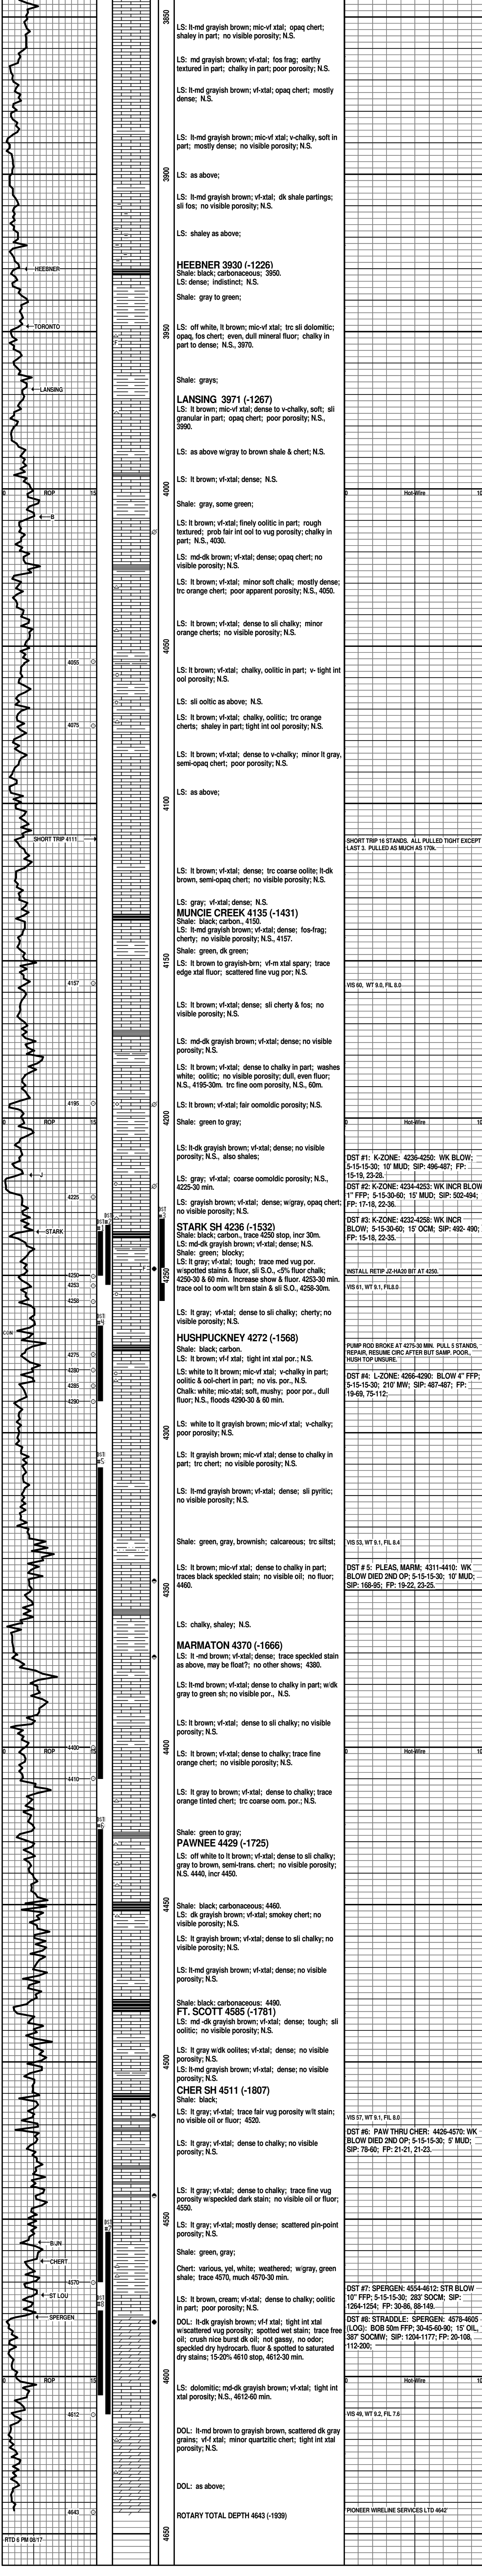 3850
LS: lt-md grayish brown; mic-vf xtal; opaq chert;
shaley in part; no visible porosity; N.S.
LS: md grayish brown; vf-xtal; fos frag; earthy
textured in part; chalky in part; poor porosity; N.S.
LS: lt-md grayish brown; vf-xtal; opaq chert; mostly
dense; N.S.
LS: lt-md grayish brown; mic-vf xtal; v-chalky, soft in
part; mostly dense; no visible porosity; N.S.
3900
LS: as above;
LS: lt-md grayish brown; vf-xtal; dk shale partings;
sli fos; no visible porosity; N.S.
LS: shaley as above;
HEEBNER
HEEBNER 3930 (-1226)
Shale: black; carbonaceous; 3950.
LS: dense; indistinct; N.S.
Shale: gray to green;
TORONTO
3950
LS: off white, lt brown; mic-vf xtal; trc sli dolomitic;
opaq, fos chert; even, dull mineral fluor; chalky in
part to dense; N.S., 3970.
Shale: grays;
LANSING
LANSING 3971 (-1267)
LS: lt brown; mic-vf xtal; dense to v-chalky, soft; sli
granular in part; opaq chert; poor porosity; N.S.,
3990.
LS: as above w/gray to brown shale & chert; N.S.
LS: lt brown; vf-xtal; dense; N.S.
0 ROP 15
4000
0 Hot-Wire 10
Shale: gray, some green;
B
LS: lt brown; vf-xtal; finely oolitic in part; rough
textured; prob fair int ool to vug porosity; chalky in
part; N.S., 4030.
LS: md-dk brown; vf-xtal; dense; opaq chert; no
visible porosity; N.S.
LS: lt brown; vf-xtal; minor soft chalk; mostly dense;
trc orange chert; poor apparent porosity; N.S., 4050.
LS: lt brown; vf-xtal; dense to sli chalky; minor
orange cherts; no visible porosity; N.S.
4050
4055
LS: lt brown; vf-xtal; chalky, oolitic in part; v- tight int
ool porosity; N.S.
LS: sli ooltic as above; N.S.
4075
LS: lt brown; vf-xtal; chalky, oolitic; trc orange
cherts; shaley in part; tight int ool porosity; N.S.
LS: lt brown; vf-xtal; dense to v-chalky; minor lt gray,
semi-opaq chert; poor porosity; N.S.
LS: as above;
4100
SHORT TRIP 4111
SHORT TRIP 16 STANDS. ALL PULLED TIGHT EXCEPT
LAST 3. PULLED AS MUCH AS 170k.
LS: lt brown; vf-xtal; dense; trc coarse oolite; lt-dk
brown, semi-opaq chert; no visible porosity; N.S.
LS: gray; vf-xtal; dense; N.S.
MUNCIE CREEK 4135 (-1431)
Shale: black; carbon., 4150.
LS: lt-md grayish brown; vf-xtal; dense; fos-frag;
cherty; no visible porosity; N.S., 4157.
Shale: green, dk green;
4150
LS: lt brown to grayish-brn; vf-m xtal spary; trace
edge xtal fluor; scattered fine vug por; N.S.
4157
VIS 60, WT 9.0, FIL 8.0
LS: lt brown; vf-xtal; dense; sli cherty & fos; no
visible porosity; N.S.
LS: md-dk grayish brown; vf-xtal; dense; no visible
porosity; N.S.
LS: lt brown; vf-xtal; dense to chalky in part; washes
white; oolitic; no visible porosity; dull, even fluor;
N.S., 4195-30m. trc fine oom porosity, N.S., 60m.
4195
LS: lt brown; vf-xtal; fair oomoldic porosity; N.S.
4200
Shale: green to gray;
0 ROP 15
0 Hot-Wire 10
LS: lt-dk grayish brown; vf-xtal; dense; no visible
porosity; N.S., also shales;
J
DST #1: K-ZONE: 4236-4250: WK BLOW;
5-15-15-30; 10' MUD; SIP: 496-487; FP:
15-19, 23-28.
LS: gray; vf-xtal; coarse oomoldic porosity; N.S.,
4225-30 min.
4225
DST #2: K-ZONE: 4234-4253: WK INCR BLOW
1" FFP; 5-15-30-60; 15' MUD; SIP: 502-494;
FP: 17-18, 22-36.
LS: grayish brown; vf-xtal; dense; w/gray, opaq chert;
no visible porosity; N.S.
STARK
STARK SH 4236 (-1532)
Shale: black; carbon., trace 4250 stop, incr 30m.
LS: md-dk grayish brown; vf-xtal; dense; N.S.
Shale: green; blocky;
LS: lt gray; vf-xtal; tough; trace med vug por.
w/spotted stains & fluor, sli S.O., <5% fluor chalk;
4250-30 & 60 min. Increase show & fluor. 4253-30 min.
trace ool to oom w/lt brn stain & sli S.O., 4258-30m.
DST #3: K-ZONE: 4232-4258: WK INCR
BLOW; 5-15-30-60; 15' OCM; SIP: 492- 490;
FP: 15-18, 22-35.
INSTALL RETIP JZ-HA20 BIT AT 4250.
4250
4250
4253
4258
VIS 61, WT 9.1, FIL8.0
LS: lt gray; vf-xtal; dense to sli chalky; cherty; no
visible porosity; N.S.
DST
#4
CON
HUSHPUCKNEY 4272 (-1568)
Shale: black; carbon.
LS: lt brown; vf-f xtal; tight int xtal por.; N.S.
PUMP ROD BROKE AT 4275-30 MIN. PULL 5 STANDS,
REPAIR, RESUME CIRC AFTER BUT SAMP. POOR.,
HUSH TOP UNSURE.
4275
4280
4285
4290
LS: white to lt brown; mic-vf xtal; v-chalky in part;
oolitic & ool-chert in part; no vis. por., N.S.
Chalk: white; mic-xtal; soft, mushy; poor por., dull
fluor; N.S., floods 4290-30 & 60 min.
DST #4: L-ZONE: 4266-4290: BLOW 4" FFP;
5-15-15-30; 210' MW; SIP: 487-487; FP:
19-69, 75-112;
LS: white to lt grayish brown; mic-vf xtal; v-chalky;
poor porosity; N.S.
4300
DST
#5
LS: lt grayish brown; mic-vf xtal; dense to chalky in
part; trc chert; no visible porosity; N.S.
LS: lt-md grayish brown; vf-xtal; dense; sli pyritic;
no visible porosity; N.S.
Shale: green, gray, brownish; calcareous; trc siltst;
VIS 53, WT 9.1, FIL 8.4
4350
LS: lt brown; mic-vf xtal; dense to chalky in part;
traces black speckled stain; no visible oil; no fluor;
4460.
DST # 5: PLEAS, MARM; 4311-4410: WK
BLOW DIED 2ND OP; 5-15-15-30; 10' MUD;
SIP: 168-95; FP: 19-22, 23-25.
LS: chalky, shaley; N.S.
MARMATON 4370 (-1666)
LS: lt -md brown; vf-xtal; dense; trace speckled stain
as above, may be float?; no other shows; 4380.
LS: lt-md brown; vf-xtal; dense to chalky in part; w/dk
gray to green sh; no visible por., N.S.
LS: lt brown; vf-xtal; dense to sli chalky; no visible
porosity; N.S.
4400
4400
0 ROP 15
0 Hot-Wire 10
LS: lt brown; vf-xtal; dense to chalky; trace fine
orange chert; no visible porosity; N.S.
4410
LS: lt gray to brown; vf-xtal; dense to chalky; trace
orange tinted chert; trc coarse oom. por.; N.S.
DST
#6
Shale: green to gray;
PAWNEE 4429 (-1725)
LS: off white to lt brown; vf-xtal; dense to sli chalky;
gray to brown, semi-trans. chert; no visible porosity;
N.S. 4440, incr 4450.
4450
Shale: black; carbonaceous; 4460.
LS: dk grayish brown; vf-xtal; smokey chert; no
visible porosity; N.S.
LS: lt grayish brown; vf-xtal; dense to sli chalky; no
visible porosity; N.S.
LS: lt-md grayish brown; vf-xtal; dense; no visible
porosity; N.S.
Shale: black: carbonaceous: 4490.
FT. SCOTT 4585 (-1781)
LS: md -dk grayish brown; vf-xtal; dense; tough; sli
oolitic; no visible porosity; N.S.
4500
LS: lt gray w/dk oolites; vf-xtal; dense; no visible
porosity; N.S.
LS: lt-md grayish brown; vf-xtal; dense; no visible
porosity; N.S.
CHER SH 4511 (-1807)
Shale: black;
LS: lt gray; vf-xtal; trace fair vug porosity w/lt stain;
no visible oil or fluor; 4520.
VIS 57, WT 9.1, FIL 8.0
DST #6: PAW THRU CHER: 4426-4570: WK
BLOW DIED 2ND OP; 5-15-15-30; 5' MUD;
SIP: 78-60; FP: 21-21, 21-23.
LS: lt gray; vf-xtal; dense to chalky; no visible
porosity; N.S.
LS: lt gray; vf-xtal; dense to chalky; trace fine vug
porosity w/speckled dark stain; no visible oil or fluor;
4550.
4550
LS: lt gray; vf-xtal; mostly dense; scattered pin-point
porosity; N.S.
DST
#7
BJN
Shale: green, gray;
CHERT
Chert: various, yel, white; weathered; w/gray, green
shale; trace 4570, much 4570-30 min.
4570
ST LOU
DST #7: SPERGEN: 4554-4612: STR BLOW
10" FFP; 5-15-15-30; 283' SOCM; SIP:
1264-1254; FP: 30-86, 88-149.
LS: lt brown, cream; vf-xtal; dense to chalky; oolitic
in part; poor porosity; N.S.
DST
#8
SPERGEN
DOL: lt-dk grayish brown; vf-f xtal; tight int xtal
w/scattered vug porosity; spotted wet stain; trace free
oil; crush nice burst dk oil; not gassy, no odor;
speckled dry hydrocarb. fluor & spotted to saturated
dry stains; 15-20% 4610 stop, 4612-30 min.
DST #8: STRADDLE: SPERGEN: 4578-4605
(LOG): BOB 50m FFP; 30-45-60-90; 15' OIL,
387' SOCMW; SIP: 1204-1177; FP: 20-108,
112-200;
4600
0 ROP 15
0 Hot-Wire 10
LS: dolomitic; md-dk grayish brown; vf-xtal; tight int
xtal porosity; N.S., 4612-60 min.
4612
VIS 49, WT 9.2, FIL 7.6
DOL: lt-md brown to grayish brown, scattered dk gray
grains; vf-f xtal; minor quartzitic chert; tight int xtal
porosity; N.S.
DOL: as above;
4643
ROTARY TOTAL DEPTH 4643 (-1939)
PIONEER WIRELINE SERVICES LTD 4642'
4650